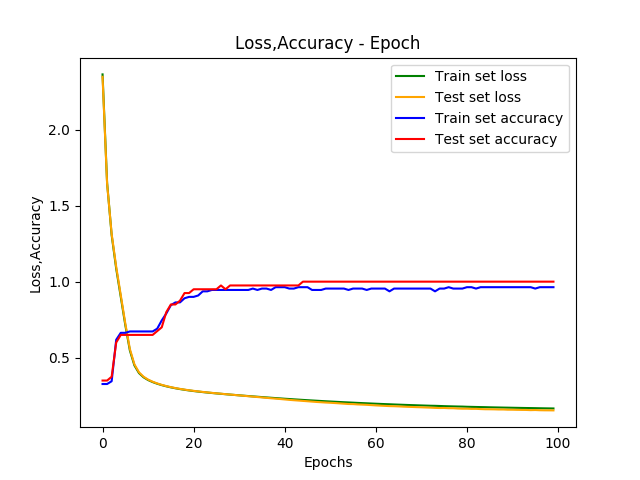 Loss,Accuracy - Epoch
Train set loss
Test set loss
Train set accuracy
Test set accuracy
2.0
1.5
1.0
0.5
Loss,Accuracy
0 20 40 60 80 100
Epochs